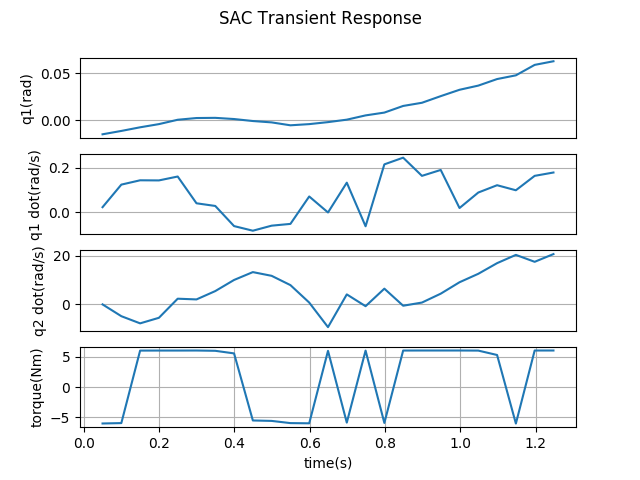 SAC Transient Response
q1(rad)
0.05
0.00
q1 dot(rad/s)
0.2
0.0
q2 dot(rad/s)
20
0
torque(Nm)
5
0
−5
0.0 0.2 0.4 0.6 0.8 1.0 1.2
time(s)